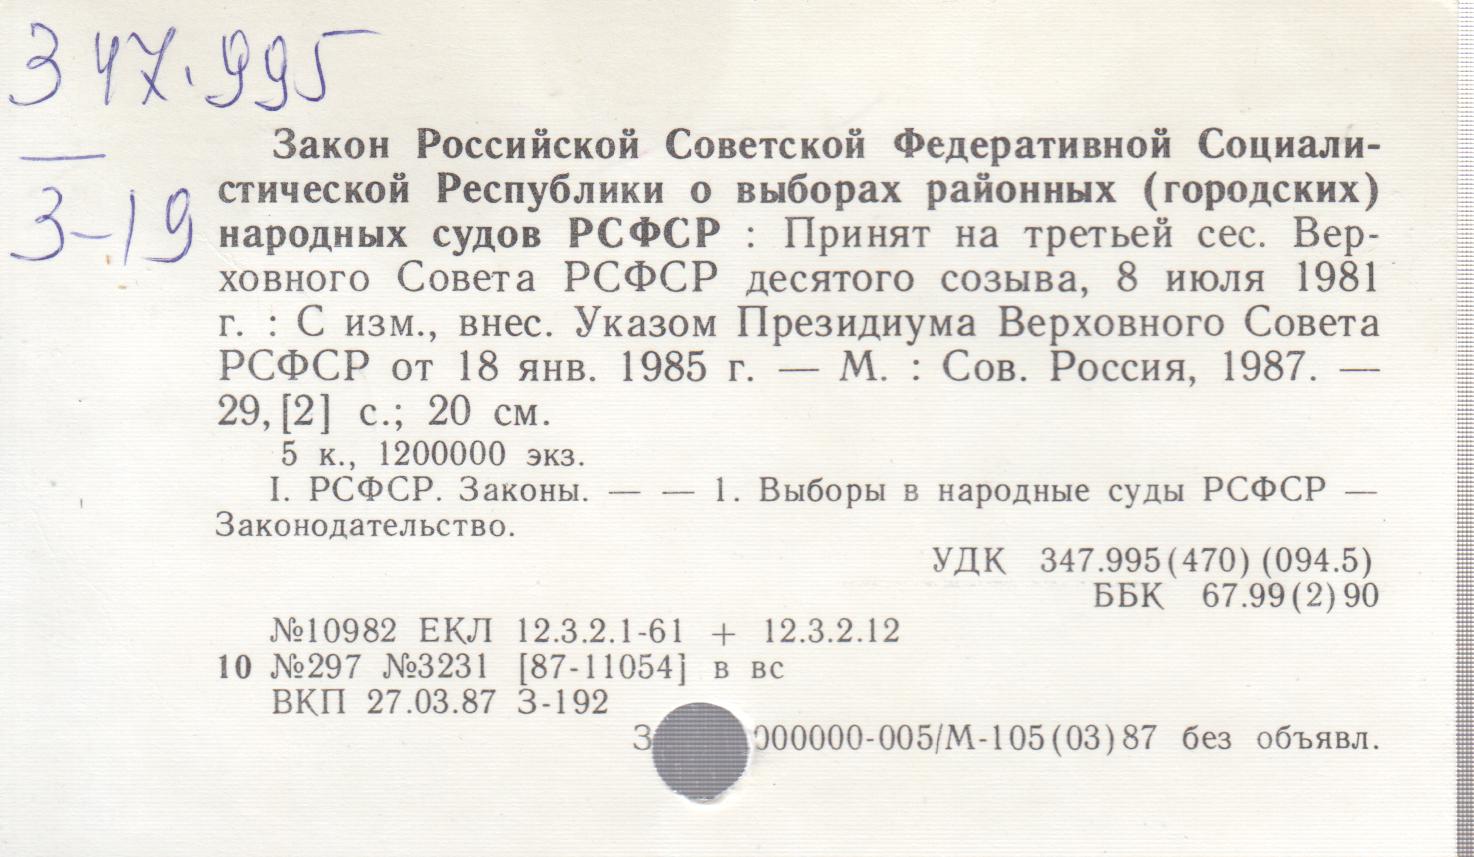 347.995
З-19
Закон Российской Советской Федеративной Социали-
стической Республики о выборах районных (городских)
народных судов РСФСР : Принят на третьей сес. Вер-
ховного Совета РСФСР десятого созыва, 8 июля 1981
г. : С изм., внес. Указом Президиума Верховного Совета
РСФСР от 18 янв. 1985 г. — М. : Сов. Россия, 1987. —
29, [2] с.; 20 см.
5 к., 1200000 экз.
I. РСФСР. Законы. — — 1. Выборы в народные суды РСФСР —
Законодательство.
УДК 347.995(470)(094.5)
ББК 67.99(2)90
№10982 ЕКЛ 12.3.2.1-61 + 12.3.2.12
10 №297 №3231 [87-11054] в вс
ВКП 27.03.87 З-192
000000-005/М-105(03)87 без объявл.